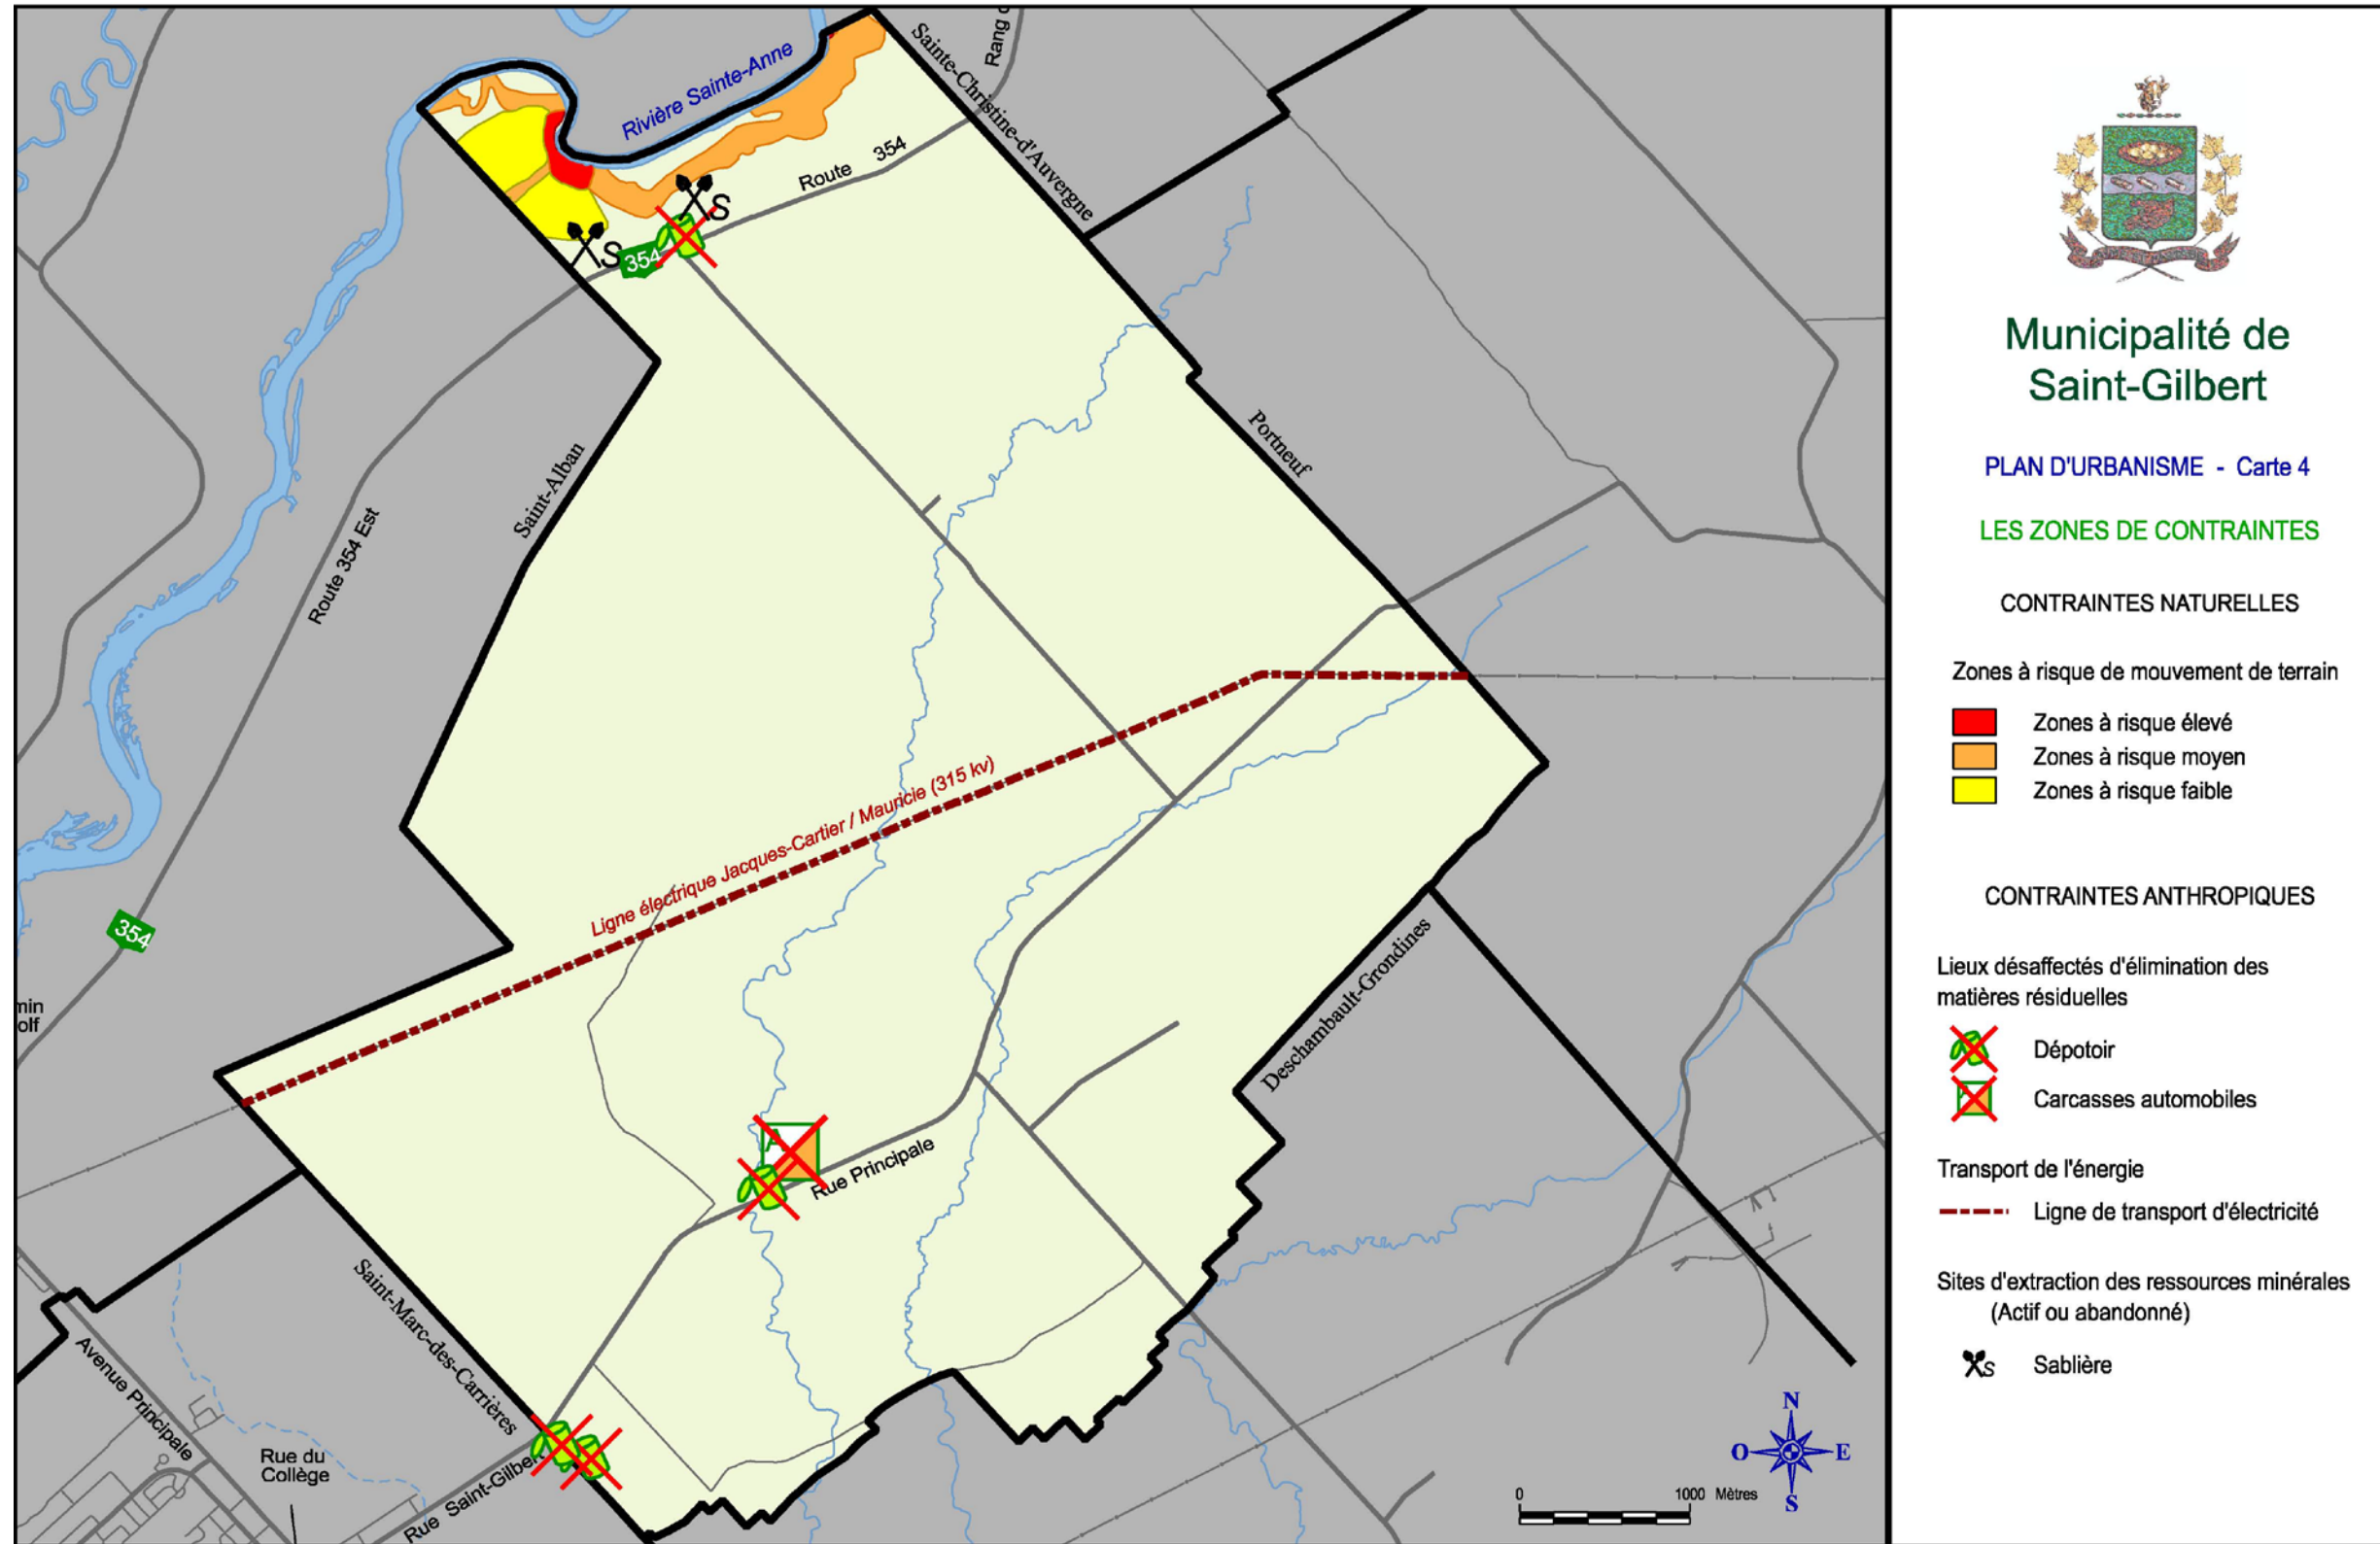 Rivière Sainte-Anne
Sainte-Christine-d'Auvergne
Rang
Route 354
S
S
354
Saint-Alban
Route 354 Est
Portneuf
Ligne électrique Jacques-Cartier / Mauricie (315 kv)
354
Deschambault-Grondines
A
Rue Principale
Saint-Marc-des-Carrières
Avenue Principale
Rue du
Collège
Rue Saint-Gilbert
N
O E
S
0 1000 Mètres
Municipalité de
Saint-Gilbert
PLAN D'URBANISME - Carte 4
LES ZONES DE CONTRAINTES
CONTRAINTES NATURELLES
Zones à risque de mouvement de terrain
Zones à risque élevé
Zones à risque moyen
Zones à risque faible
CONTRAINTES ANTHROPIQUES
Lieux désaffectés d'élimination des
matières résiduelles
Dépotoir
Carcasses automobiles
Transport de l'énergie
Ligne de transport d'électricité
Sites d'extraction des ressources minérales
(Actif ou abandonné)
S
Sablière